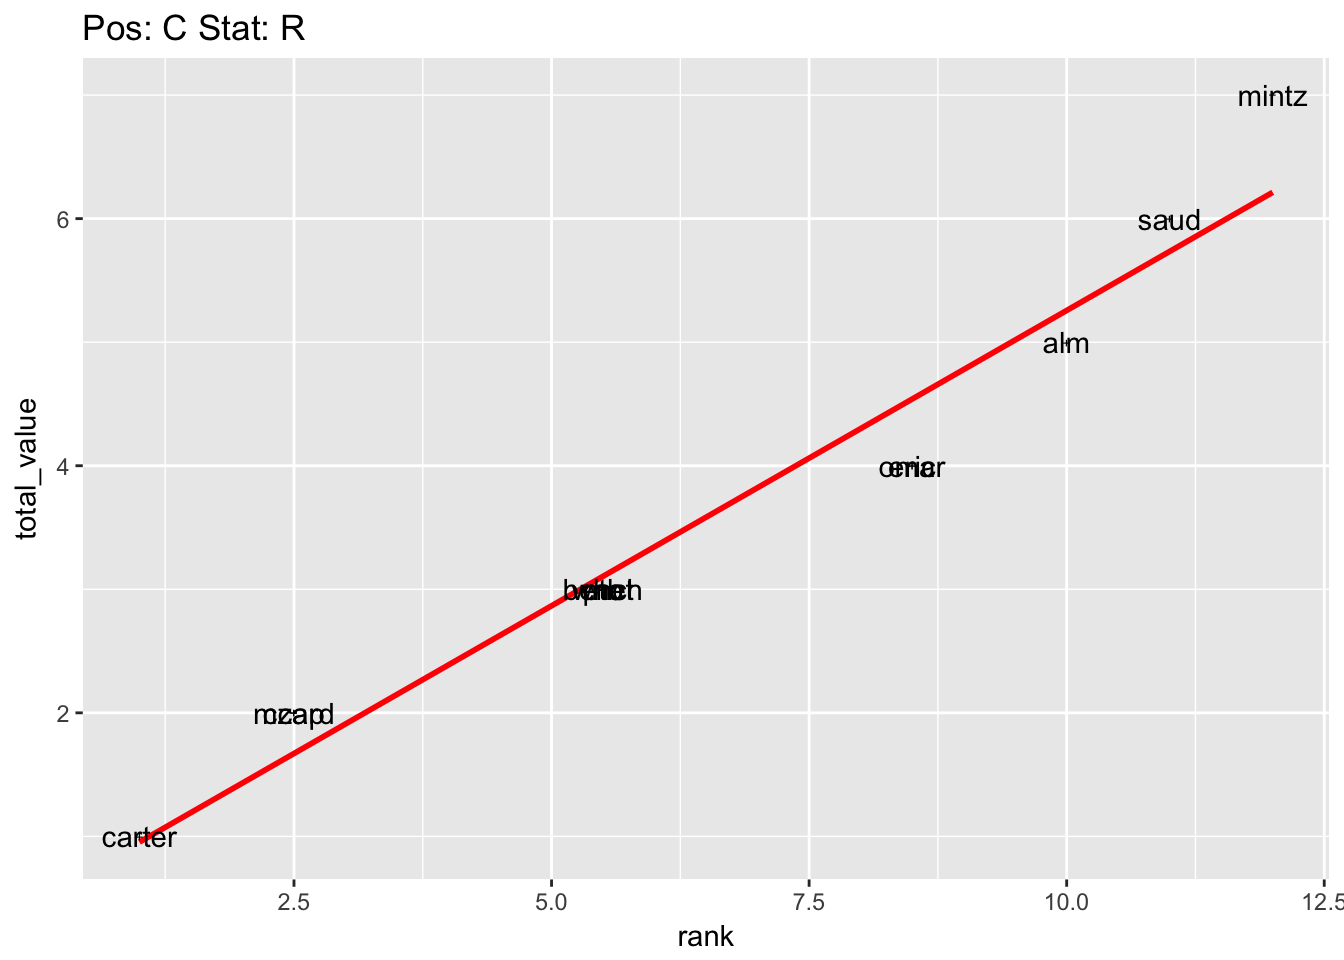 Pos: C Stat: R
mintz
saud
6
alm
total_value
4
carter
2
2.5
5.0
7.5
10.0
12.5
rank